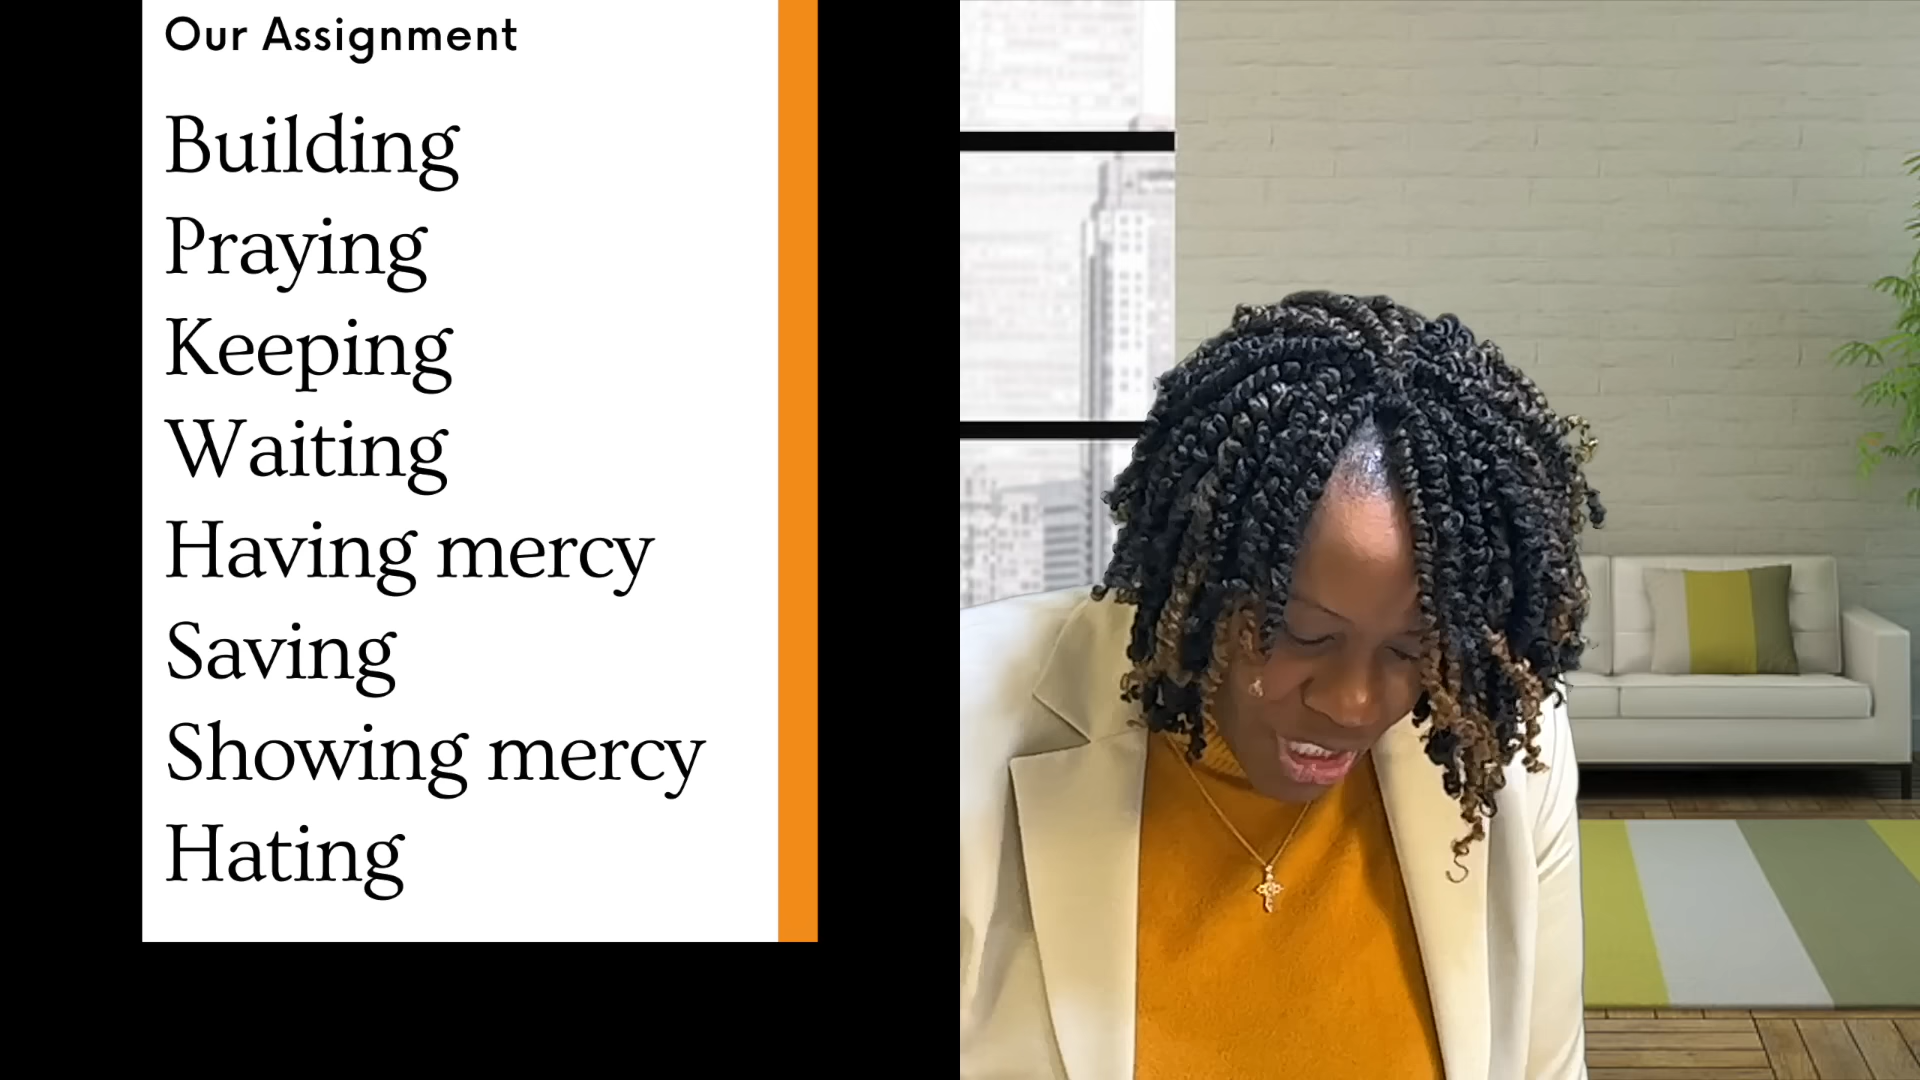 Our Assignment
Building
Praying
Keeping
Waiting
Having mercy
Saving
Showing mercy
Hating